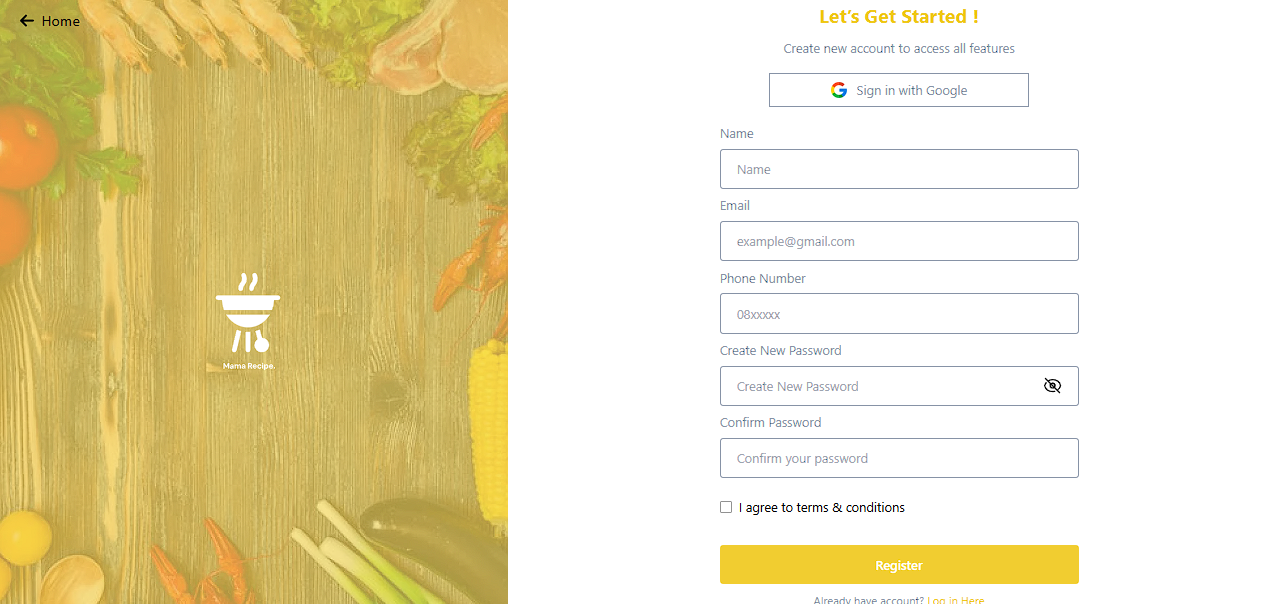 Home
Mama Recipe.
Let's Get Started !
Create new account to access all features
Sign in with Google
Name
Name
Email
example@gmail.com
Phone Number
08xxxxx
Create New Password
Create New Password
Confirm Password
Confirm your password
I agree to terms & conditions
Register
Already have account? Log in Here